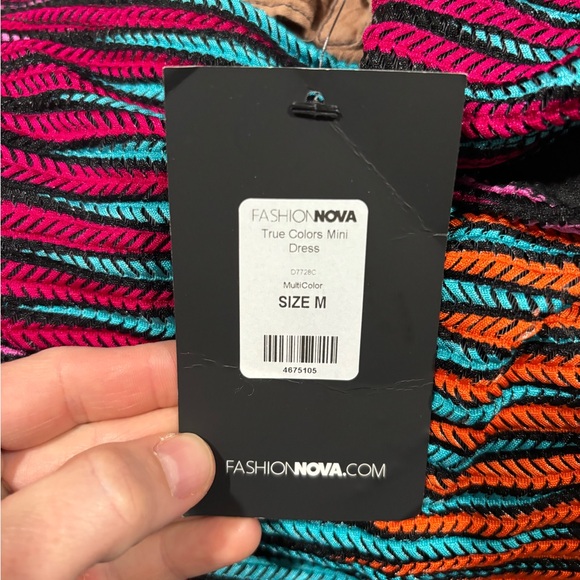 FASHIONNOVA
True Colors Mini
Dress
D7728C
MultiColor
SIZE M
4675105
FASHIONNOVA.COM